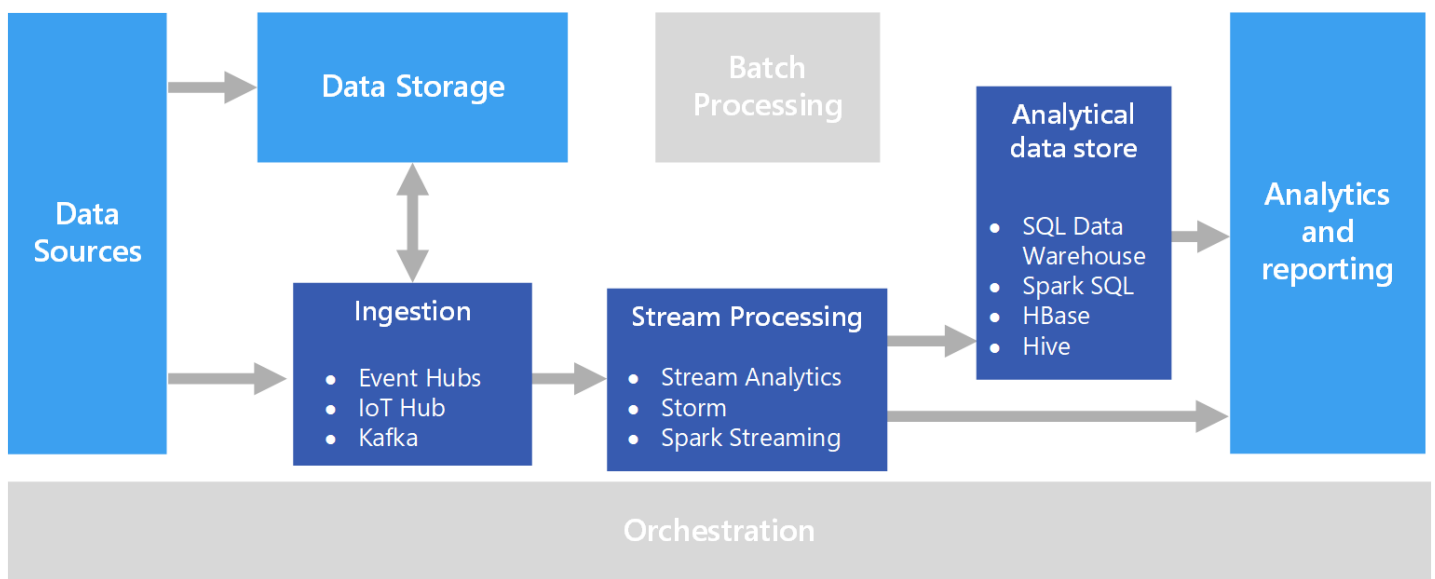 Data
Sources
Data Storage
Batch
Processing
Ingestion
● Event Hubs
● IoT Hub
● Kafka
Stream Processing
● Stream Analytics
● Storm
● Spark Streaming
Analytical
data store
● SQL Data
Warehouse
● Spark SQL
● HBase
● Hive
Analytics
and
reporting
Orchestration